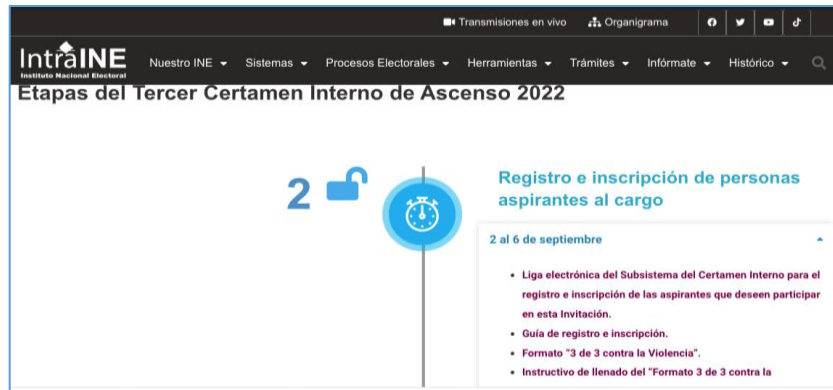 Transmisiones en vivo Organigrama
IntraINE
Instituto Nacional Electoral
Nuestro INE Sistemas Procesos Electorales Herramientas Trámites Infórmate Histórico
Etapas del Tercer Certamen Interno de Ascenso 2022
2
Registro e inscripción de personas
aspirantes al cargo
2 al 6 de septiembre
• Liga electrónica del Subsistema del Certamen Interno para el
registro e inscripción de las aspirantes que deseen participar
en esta Invitación.
• Guía de registro e inscripción.
• Formato "3 de 3 contra la Violencia".
• Instructivo de llenado del "Formato 3 de 3 contra la